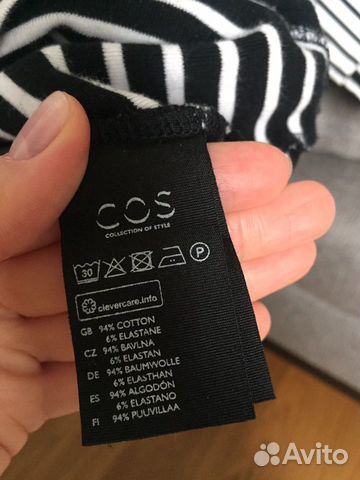 COS
COLLECTION OF STYLE
30 P
clevercare.info
GB 94% COTTON
6% ELASTANE
CZ 94% BAVLNA
6% ELASTAN
DE 94% BAUMWOLLE
6% ELASTHAN
ES 94% ALGODÓN
6% ELASTANO
FI 94% PUUVILLAA
Avito